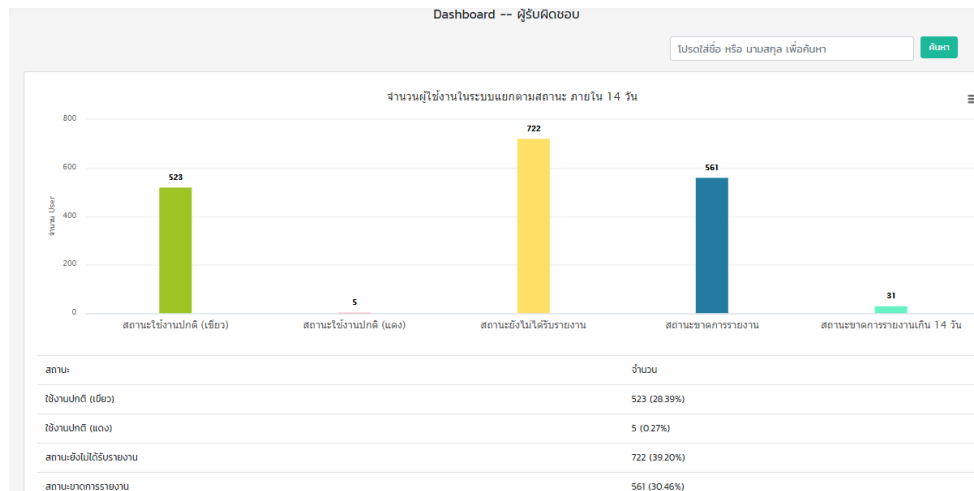 Dashboard -- ผู้รับผิดชอบ
โปรดใส่ชื่อ หรือ นามสกุล เพื่อค้นหา
ค้นหา
จำนวนผู้ใช้งานในระบบแยกตามสถานะ ภายใน 14 วัน
จำนวน User
800
600
400
200
0
523
5
722
561
31
สถานะใช้งานปกติ (เขียว)
สถานะใช้งานปกติ (แดง)
สถานะยังไม่ได้รับรายงาน
สถานะขาดการรายงาน
สถานะขาดการรายงานเกิน 14 วัน
สถานะ จำนวน
ใช้งานปกติ (เขียว) 523 (28.39%)
ใช้งานปกติ (แดง) 5 (0.27%)
สถานะยังไม่ได้รับรายงาน 722 (39.20%)
สถานะขาดการรายงาน 561 (30.46%)